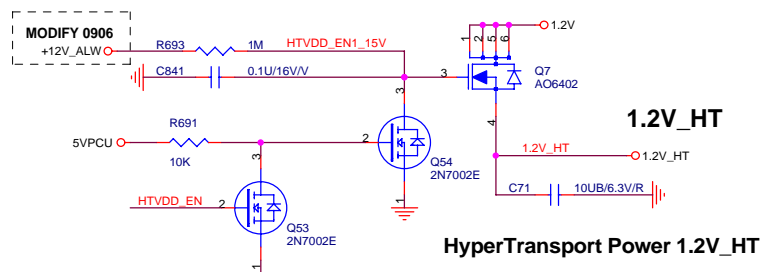 MODIFY 0906
+12V_ALW
R693
1M
HTVDD_EN1_15V
C841
0.1U/16V/V
1
2
5
6
1.2V
3
Q7
AO6402
4
1.2V_HT
1.2V_HT
1.2V_HT
C71
10UB/6.3V/R
5VPCU
R691
10K
3
2
Q54
2N7002E
1
HTVDD_EN
3
2
Q53
2N7002E
1
HyperTransport Power 1.2V_HT